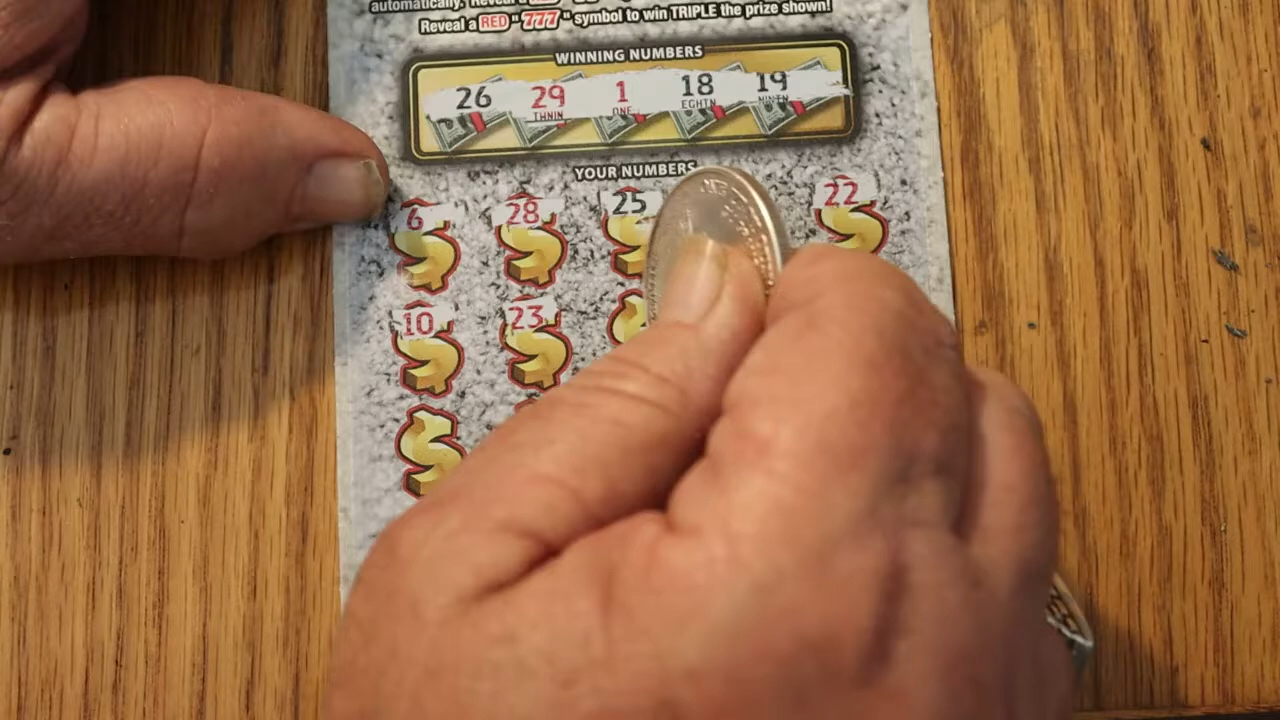 automatically. Reveal a
Reveal a RED "777" symbol to win TRIPLE the prize shown!
WINNING NUMBERS
26 29 1 18 19
THNIN ONE EGHTN NINTN
YOUR NUMBERS
6 28 25 22
10 23